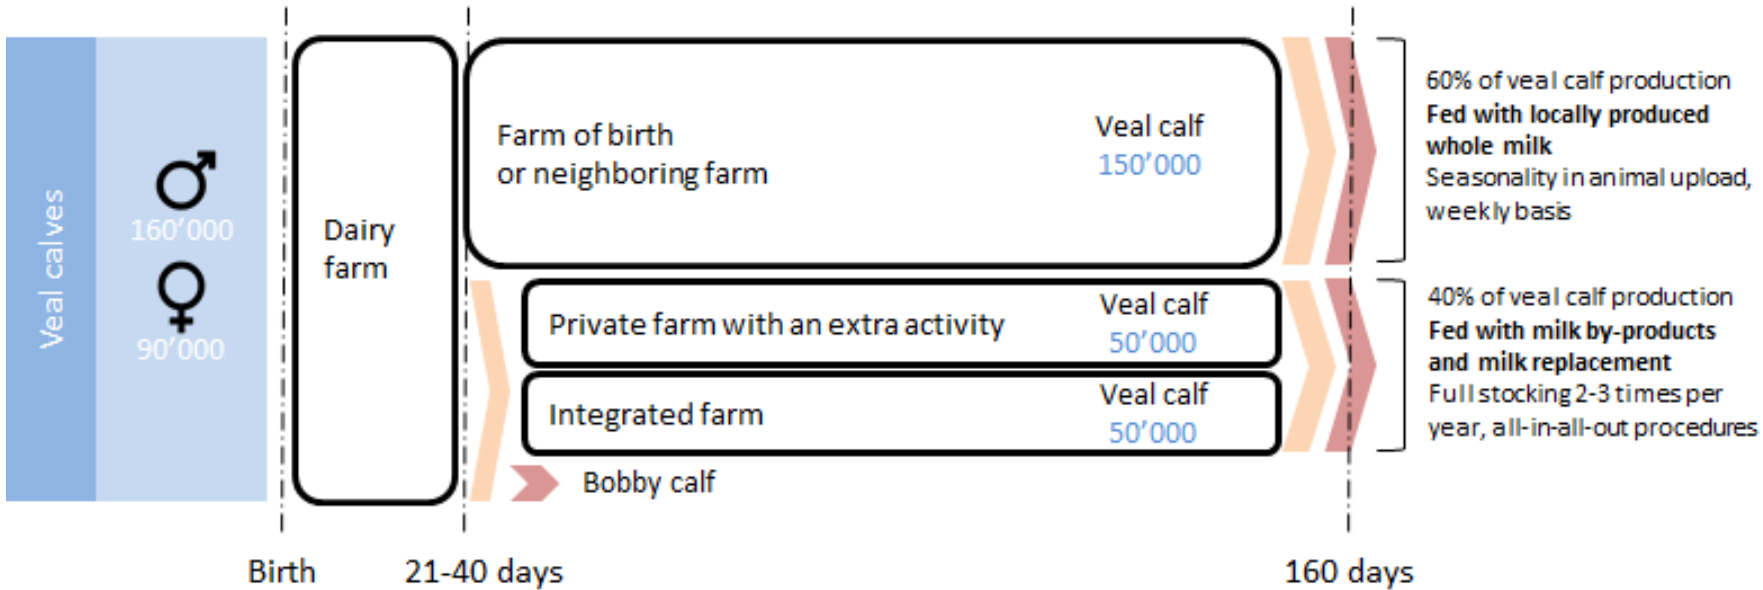 Veal calves
160’000
90’000
Dairy
farm
Farm of birth
or neighboring farm
Veal calf
150’000
Private farm with an extra activity
Veal calf
50’000
Integrated farm
Veal calf
50’000
Bobby calf
60% of veal calf production
Fed with locally produced
whole milk
Seasonality in animal upload,
weekly basis
40% of veal calf production
Fed with milk by-products
and milk replacement
Full stocking 2-3 times per
year, all-in-all-out procedures
Birth
21-40 days
160 days